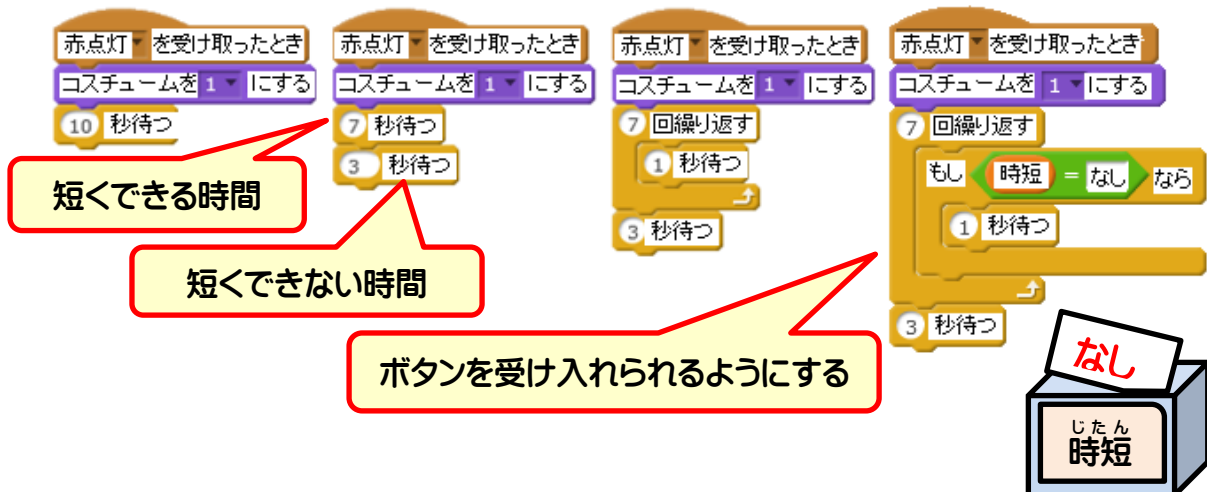 赤点灯 を受け取ったとき
コスチュームを 1 にする
10 秒待つ
赤点灯 を受け取ったとき
コスチュームを 1 にする
7 秒待つ
3 秒待つ
短くできる時間
短くできない時間
赤点灯 を受け取ったとき
コスチュームを 1 にする
7 回繰り返す
1 秒待つ
3 秒待つ
赤点灯 を受け取ったとき
コスチュームを 1 にする
7 回繰り返す
もし 時短 = なし なら
1 秒待つ
3 秒待つ
ボタンを受け入れられるようにする
なし
じたん
時短